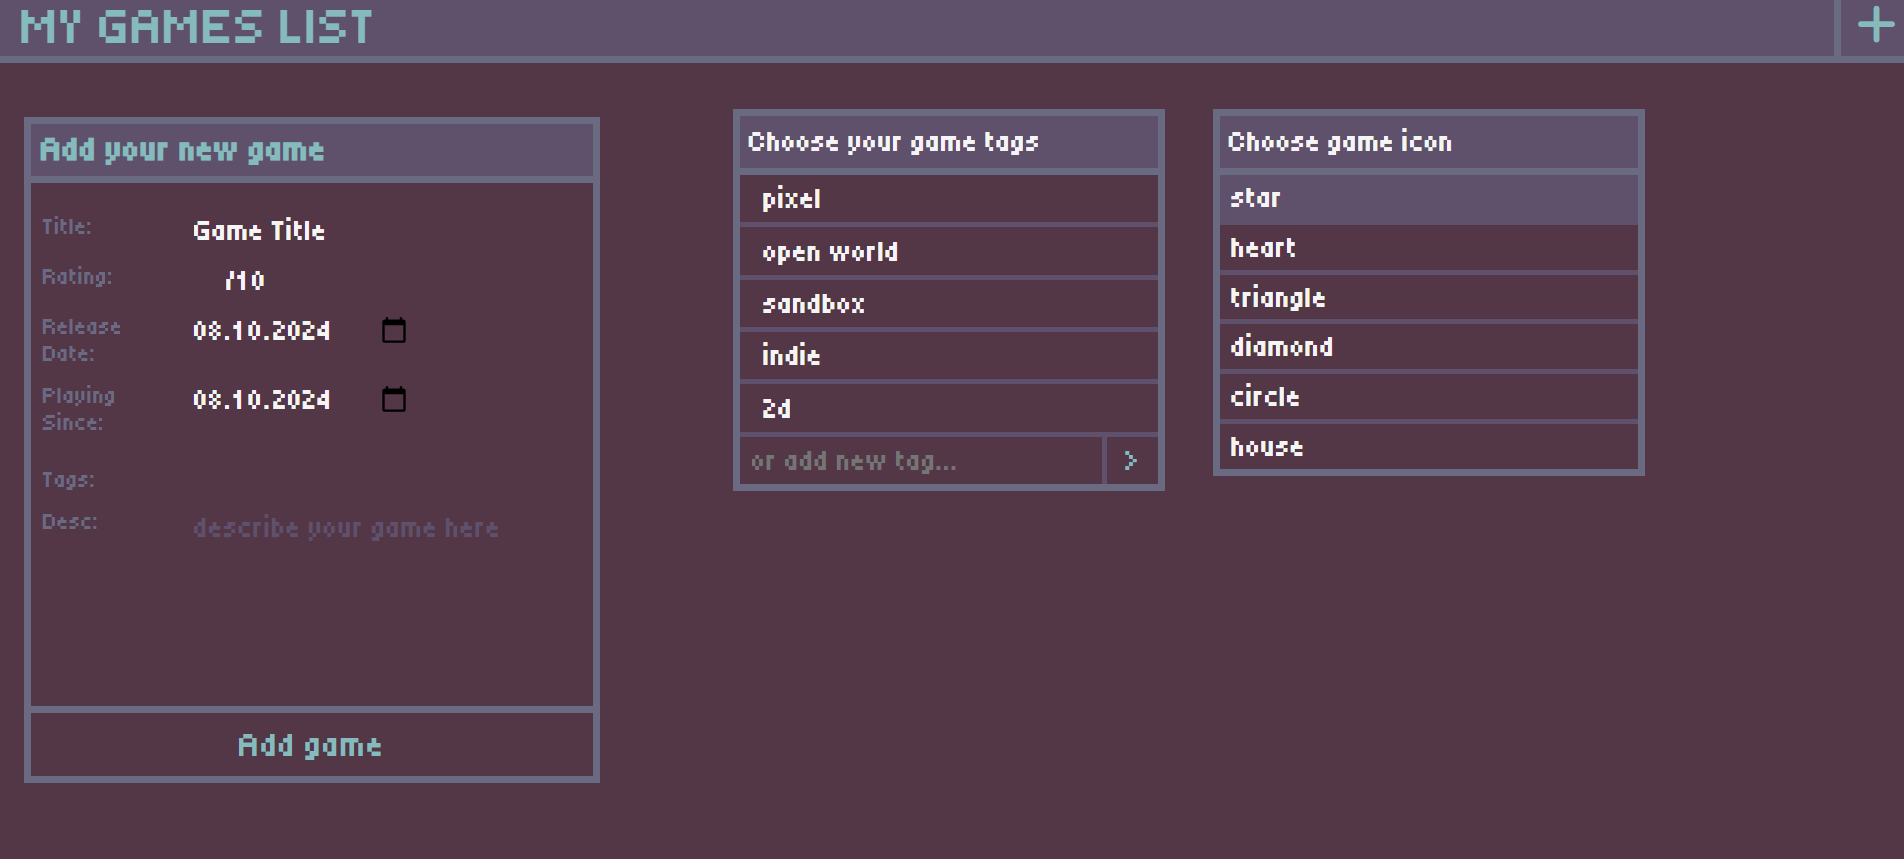 MY GAMES LIST
Add your new game
Title: Game Title
Rating: /10
Release Date: 08.10.2024
Playing Since: 08.10.2024
Tags:
Desc: describe your game here
Add game
Choose your game tags
pixel
open world
sandbox
indie
2d
or add new tag... >
Choose game icon
star
heart
triangle
diamond
circle
house